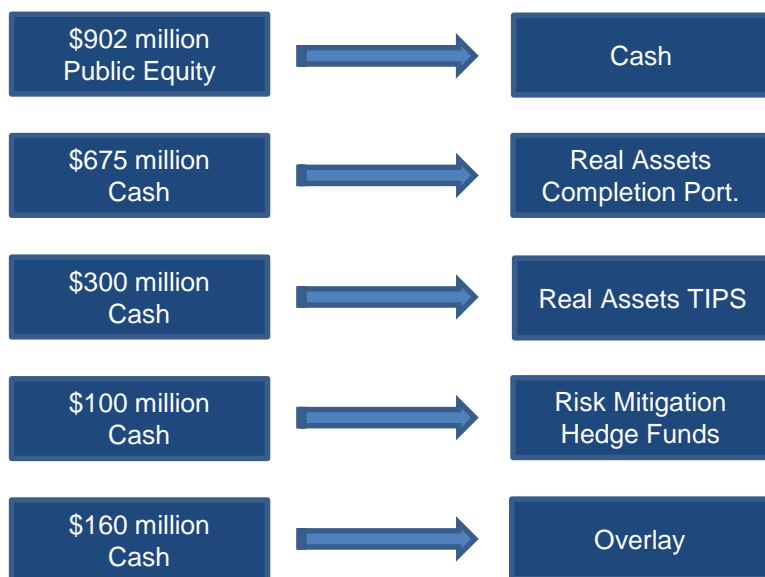 $902 million
Public Equity
Cash
$675 million
Cash
Real Assets
Completion Port.
$300 million
Cash
Real Assets TIPS
$100 million
Cash
Risk Mitigation
Hedge Funds
$160 million
Cash
Overlay